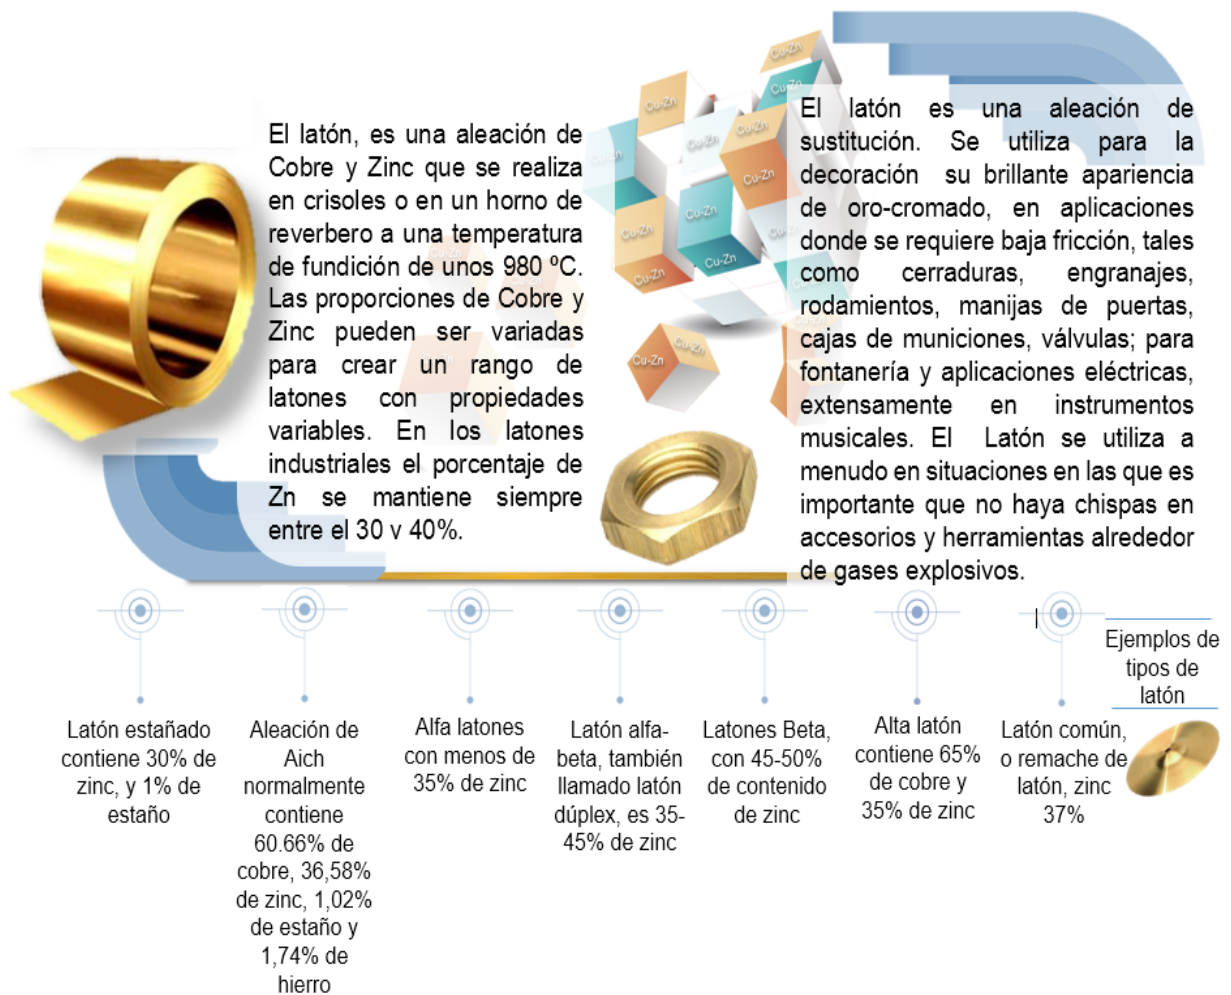 El latón, es una aleación de
Cobre y Zinc que se realiza
en crisoles o en un horno de
reverbero a una temperatura
de fundición de unos 980 ºC.
Las proporciones de Cobre y
Zinc pueden ser variadas
para crear un rango de
latones con propiedades
variables. En los latones
industriales el porcentaje de
Zn se mantiene siempre
entre el 30 v 40%.
Cu-Zn
Cu-Zn
Cu-Zn
Cu-Zn
Cu-Zn
Cu-Zn
Cu-Zn
Cu-Zn
Cu-Zn
Cu-Zn
Cu-Zn
Cu-Zn
Cu-Zn
Cu-Zn
El latón es una aleación de
sustitución. Se utiliza para la
decoración su brillante apariencia
de oro-cromado, en aplicaciones
donde se requiere baja fricción, tales
como cerraduras, engranajes,
rodamientos, manijas de puertas,
cajas de municiones, válvulas; para
fontanería y aplicaciones eléctricas,
extensamente en instrumentos
musicales. El Latón se utiliza a
menudo en situaciones en las que es
importante que no haya chispas en
accesorios y herramientas alrededor
de gases explosivos.
Latón estañado
contiene 30% de
zinc, y 1% de
estaño
Aleación de
Aich
normalmente
contiene
60.66% de
cobre, 36,58%
de zinc, 1,02%
de estaño y
1,74% de
hierro
Alfa latones
con menos de
35% de zinc
Latón alfa-
beta, también
llamado latón
dúplex, es 35-
45% de zinc
Latones Beta,
con 45-50%
de contenido
de zinc
Alta latón
contiene 65%
de cobre y
35% de zinc
Latón común,
o remache de
latón, zinc
37%
Ejemplos de
tipos de
latón